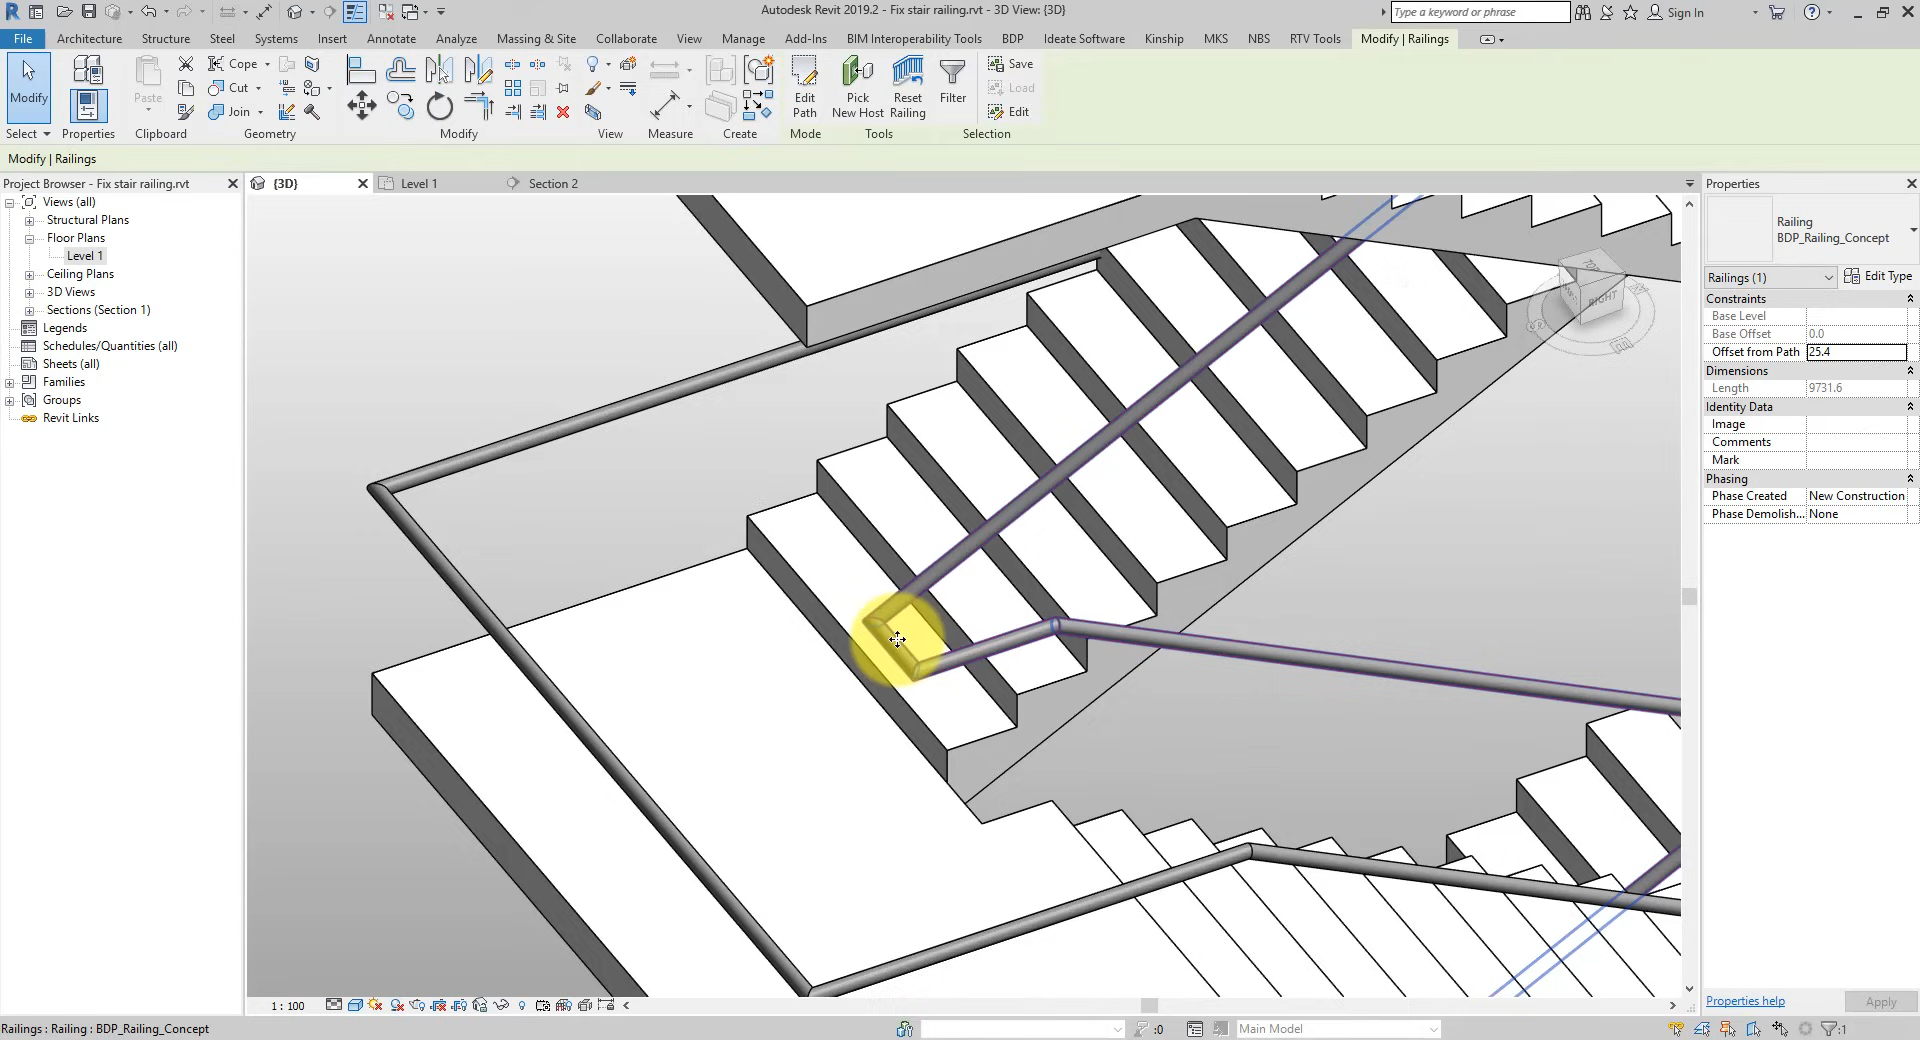 Autodesk Revit 2019.2 - Fix stair railing.rvt - 3D View: {3D}
Type a keyword or phrase
Sign In
File
Architecture
Structure
Steel
Systems
Insert
Annotate
Analyze
Massing & Site
Collaborate
View
Manage
Add-Ins
BIM Interoperability Tools
BDP
Ideate Software
Kinship
MKS
NBS
RTV Tools
Modify | Railings
Modify
Paste
Cope
Cut
Join
Edit
Path
Pick
New Host
Reset
Railing
Filter
Save
Load
Edit
Select
Properties
Clipboard
Geometry
Modify
View
Measure
Create
Mode
Tools
Selection
Modify | Railings
Project Browser - Fix stair railing.rvt
Views (all)
Structural Plans
Floor Plans
Level 1
Ceiling Plans
3D Views
Sections (Section 1)
Legends
Schedules/Quantities (all)
Sheets (all)
Families
Groups
Revit Links
{3D}
Level 1
Section 2
TOP
RIGHT
Properties
Railing
BDP_Railing_Concept
Railings (1)
Edit Type
Constraints
Base Level
Base Offset 0.0
Offset from Path 25.4
Dimensions
Length 9731.6
Identity Data
Image
Comments
Mark
Phasing
Phase Created New Construction
Phase Demolish... None
Properties help
Apply
1 : 100
Railings : Railing : BDP_Railing_Concept
:0
Main Model
:1